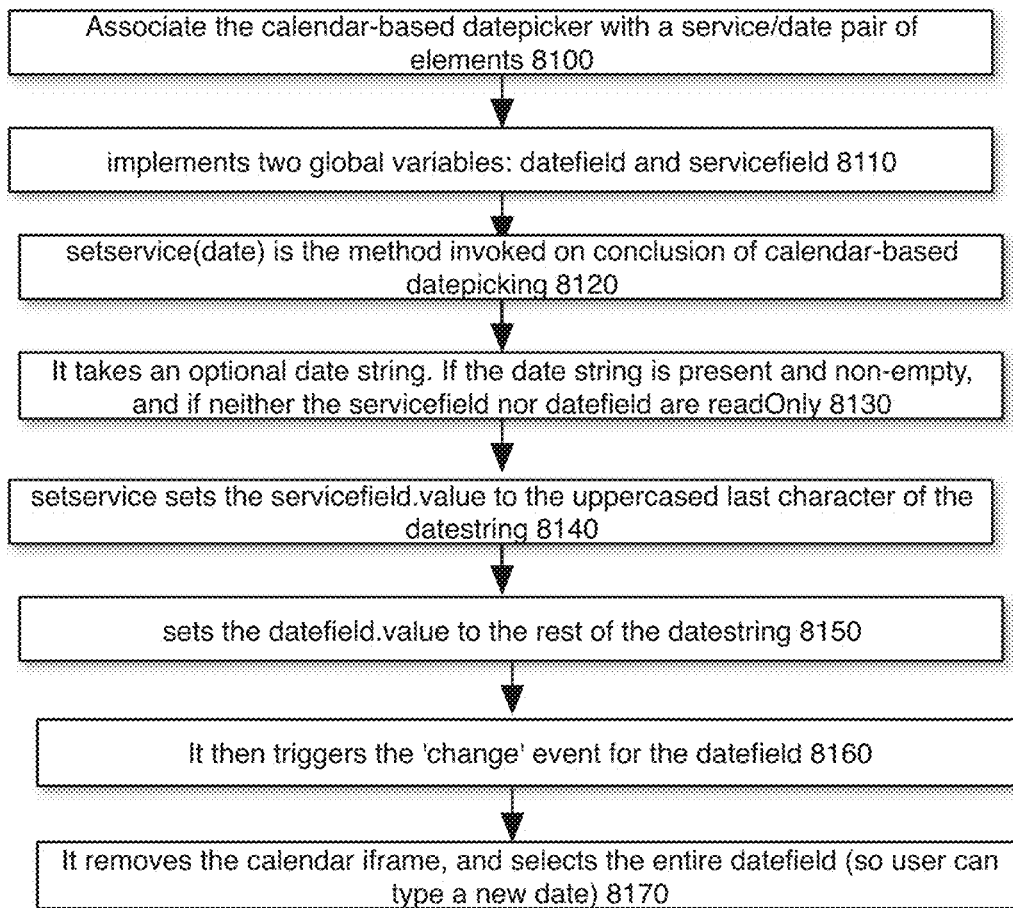 Associate the calendar-based datepicker with a service/date pair of
elements 8100
implements two global variables: datefield and servicefield 8110
setservice(date) is the method invoked on conclusion of calendar-based
datepicking 8120
It takes an optional date string. If the date string is present and non-empty,
and if neither the servicefield nor datefield are readOnly 8130
setservice sets the servicefield.value to the uppercased last character of the
datestring 8140
sets the datefield.value to the rest of the datestring 8150
It then triggers the 'change' event for the datefield 8160
It removes the calendar iframe, and selects the entire datefield (so user can
type a new date) 8170